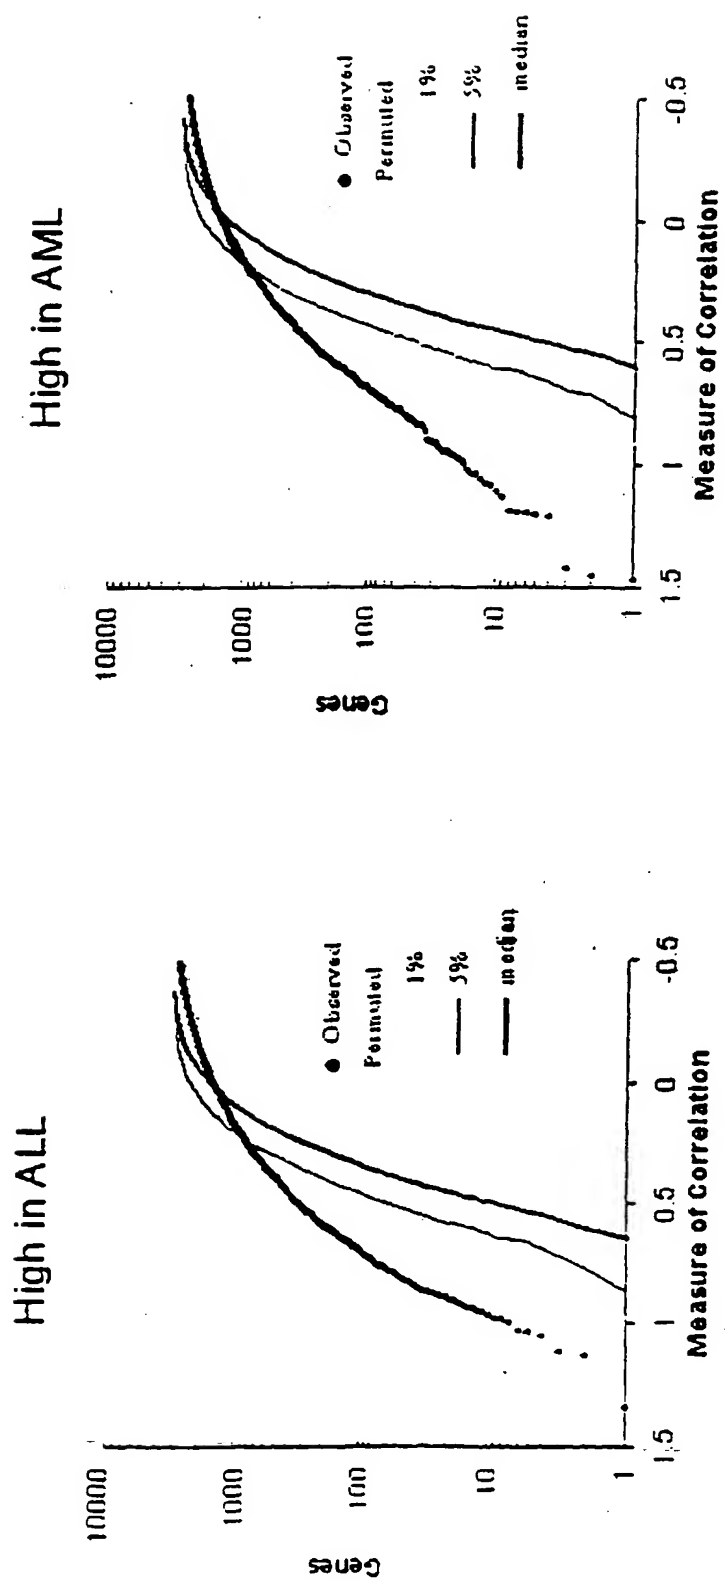 High in ALL
10000
1000
100
10
1
Genes
1.5
1
0.5
0
-0.5
Measure of Correlation
Observed
Permuted
1%
5%
median
High in AML
10000
1000
100
10
1
Genes
1.5
1
0.5
0
-0.5
Measure of Correlation
Observed
Permuted
1%
5%
median